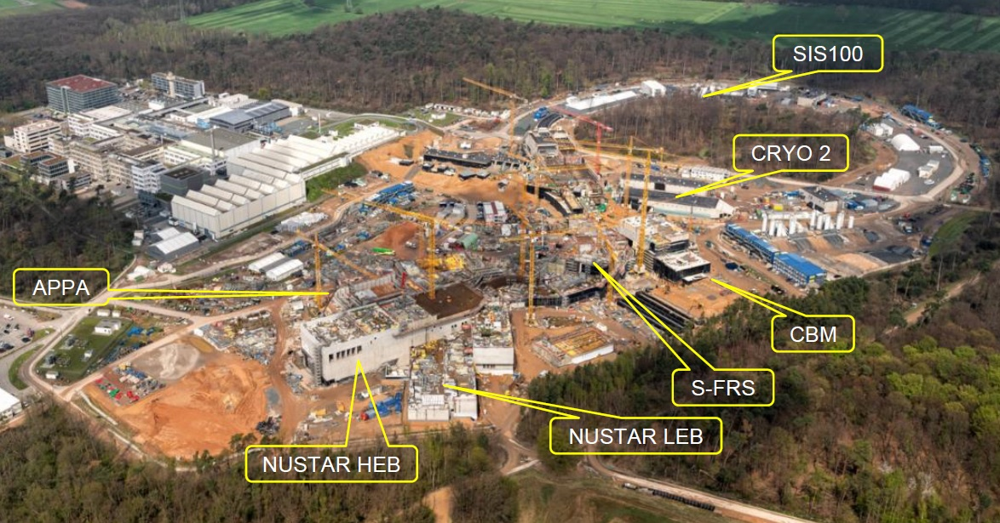 SIS100
CRYO 2
APPA
CBM
S-FRS
NUSTAR LEB
NUSTAR HEB